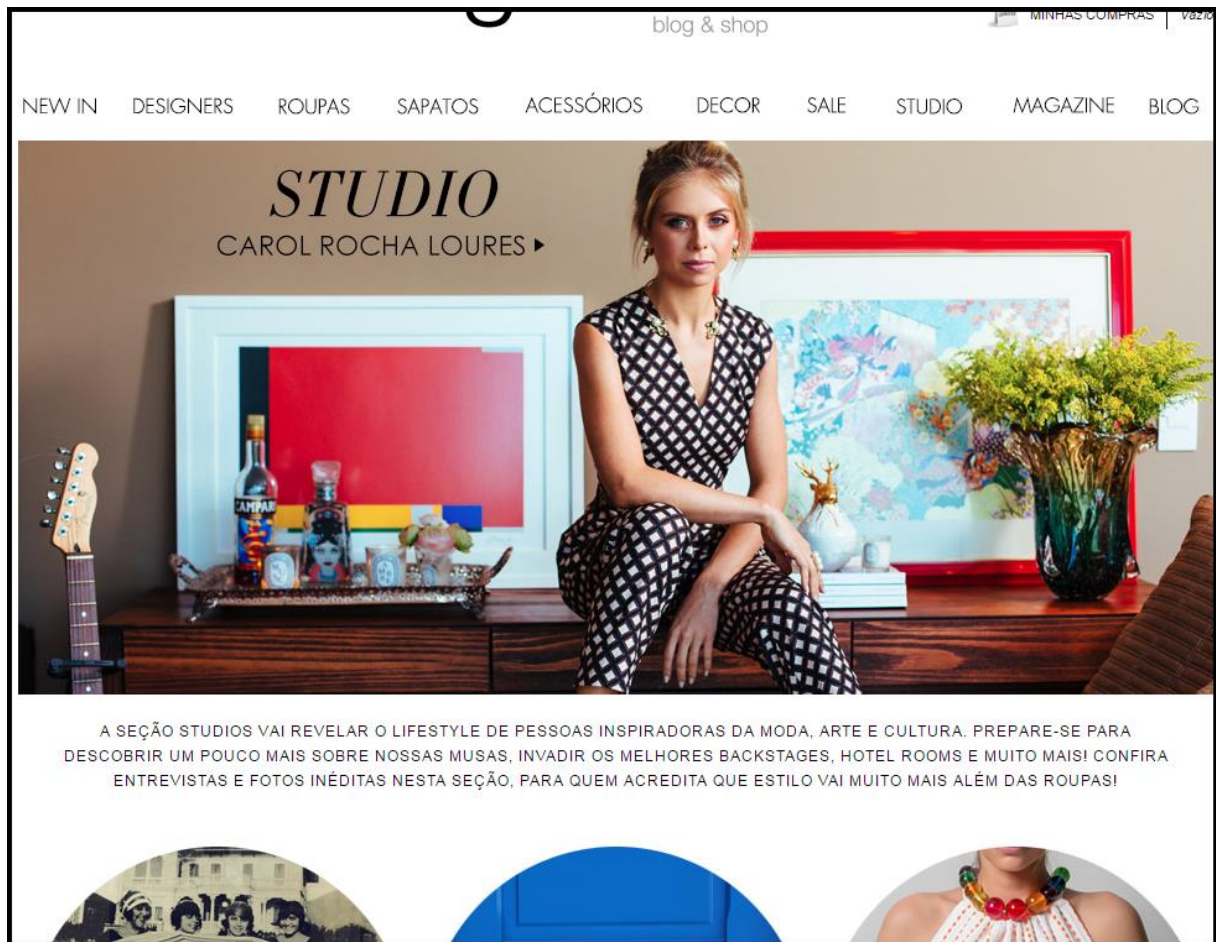 blog & shop
MINHAS COMPRAS
vazio
NEW IN DESIGNERS ROUPAS SAPATOS ACESSÓRIOS DECOR SALE STUDIO MAGAZINE BLOG
STUDIO
CAROL ROCHA LOURES
CAMPARI
A SEÇÃO STUDIOS VAI REVELAR O LIFESTYLE DE PESSOAS INSPIRADORAS DA MODA, ARTE E CULTURA. PREPARE-SE PARA
DESCOBRIR UM POUCO MAIS SOBRE NOSSAS MUSAS, INVADIR OS MELHORES BACKSTAGES, HOTEL ROOMS E MUITO MAIS! CONFIRA
ENTREVISTAS E FOTOS INÉDITAS NESTA SEÇÃO, PARA QUEM ACREDITA QUE ESTILO VAI MUITO MAIS ALÉM DAS ROUPAS!